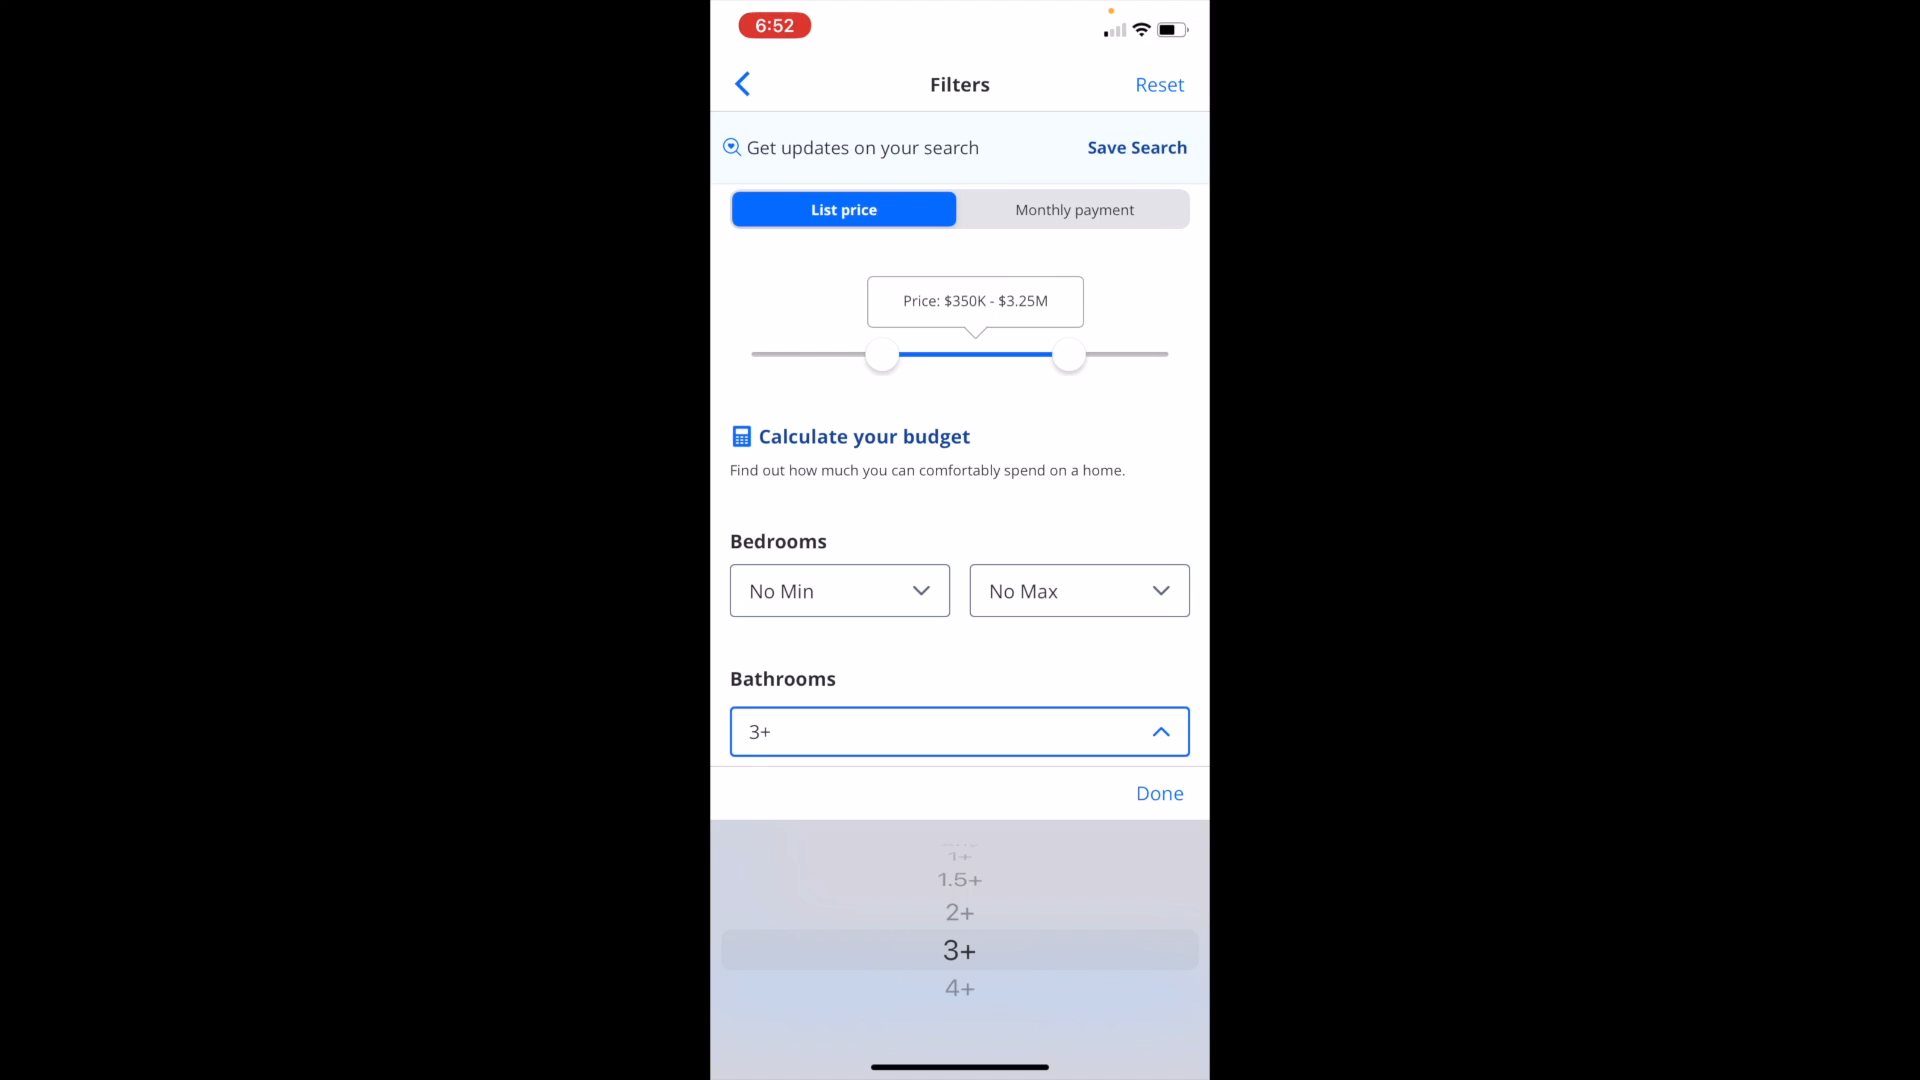 6:52
Filters
Reset
Get updates on your search
Save Search
List price
Monthly payment
Price: $350K - $3.25M
Calculate your budget
Find out how much you can comfortably spend on a home.
Bedrooms
No Min
No Max
Bathrooms
3+
Done
1+
1.5+
2+
3+
4+